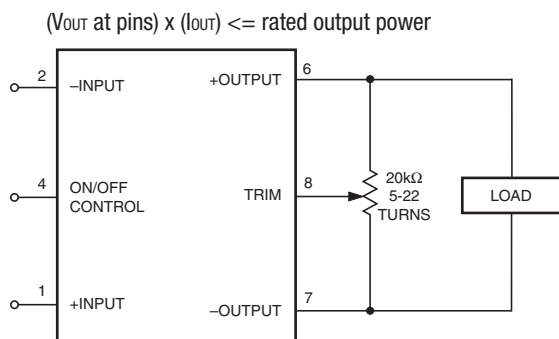 (VOUT at pins) x (IOUT) <= rated output power
2
–INPUT
+OUTPUT
6
4
ON/OFF
CONTROL
TRIM
8
20kΩ
5-22
TURNS
LOAD
1
+INPUT
–OUTPUT
7